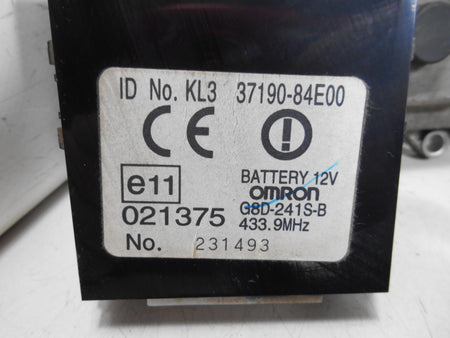 ID No. KL3 37190-84E00
CE
e11
BATTERY 12V
OMRON
021375
G8D-241S-B
433.9MHz
No. 231493